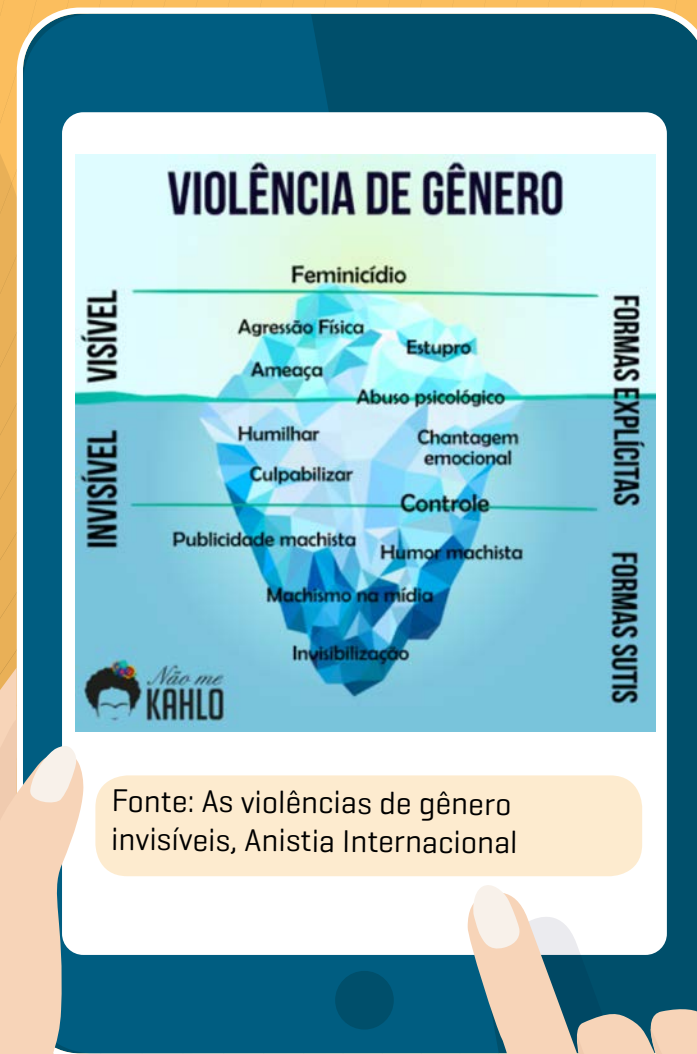 VIOLÊNCIA DE GÊNERO
Feminicídio
VISÍVEL
Agressão Física
Estupro
Ameaça
Abuso psicológico
FORMAS EXPLÍCITAS
INVISÍVEL
Humilhar
Chantagem
emocional
Culpabilizar
Controle
Publicidade machista
Humor machista
Machismo na mídia
Invisibilização
FORMAS SUTIS
Não me
KAHLO
Fonte: As violências de gênero
invisíveis, Anistia Internacional